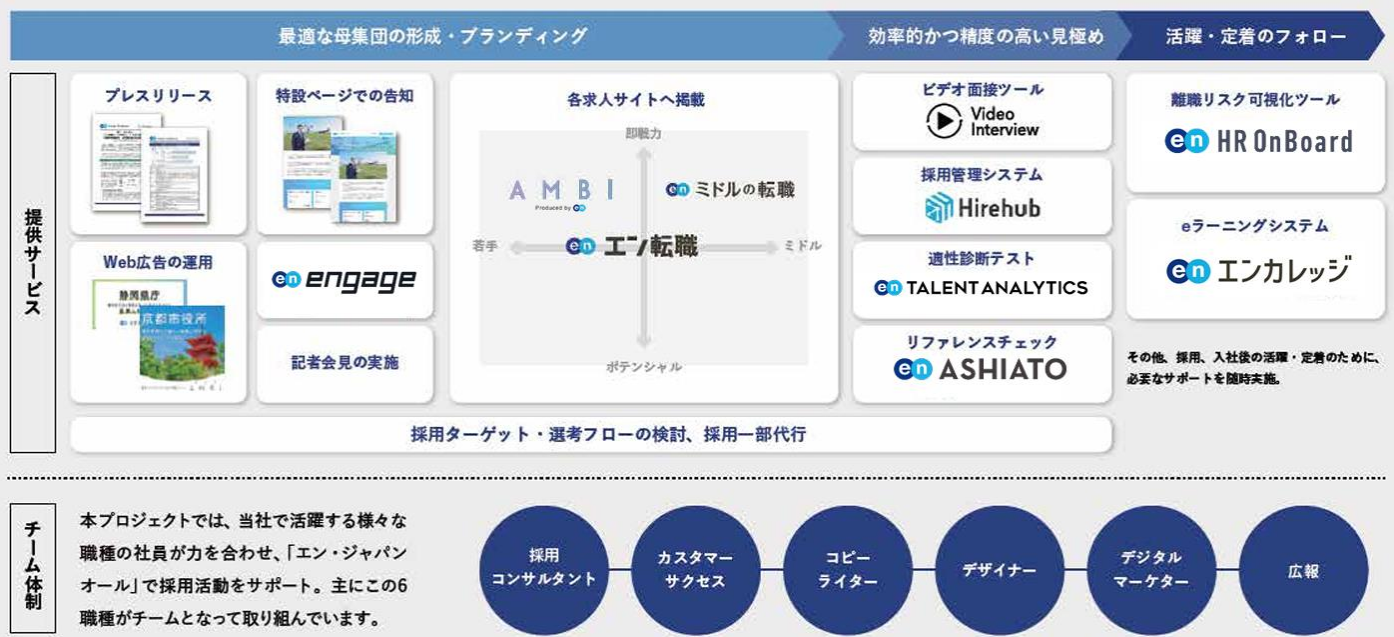 最適な母集団の形成・ブランディング
効率的かつ精度の高い見極め
活躍・定着のフォロー
提供サービス
プレスリリース
特設ページでの告知
Web広告の運用
静岡県庁
京都市役所
AMBI
en engage
記者会見の実施
各求人サイトへ掲載
即戦力
AMBI
Produced by en
en ミドルの転職
若手
en エン転職
ミドル
ポテンシャル
ビデオ面接ツール
Video
Interview
採用管理システム
Hirehub
適性診断テスト
en TALENT ANALYTICS
リファレンスチェック
en ASHIATO
離職リスク可視化ツール
en HR OnBoard
eラーニングシステム
en エンカレッジ
その他、採用、入社後の活躍・定着のために、
必要なサポートを随時実施。
採用ターゲット・選考フローの検討、採用一部代行
チーム体制
本プロジェクトでは、当社で活躍する様々な
職種の社員が力を合わせ、「エン・ジャパン
オール」で採用活動をサポート。主にこの6
職種がチームとなって取り組んでいます。
採用
コンサルタント
カスタマー
サクセス
コピー
ライター
デザイナー
デジタル
マーケター
広報